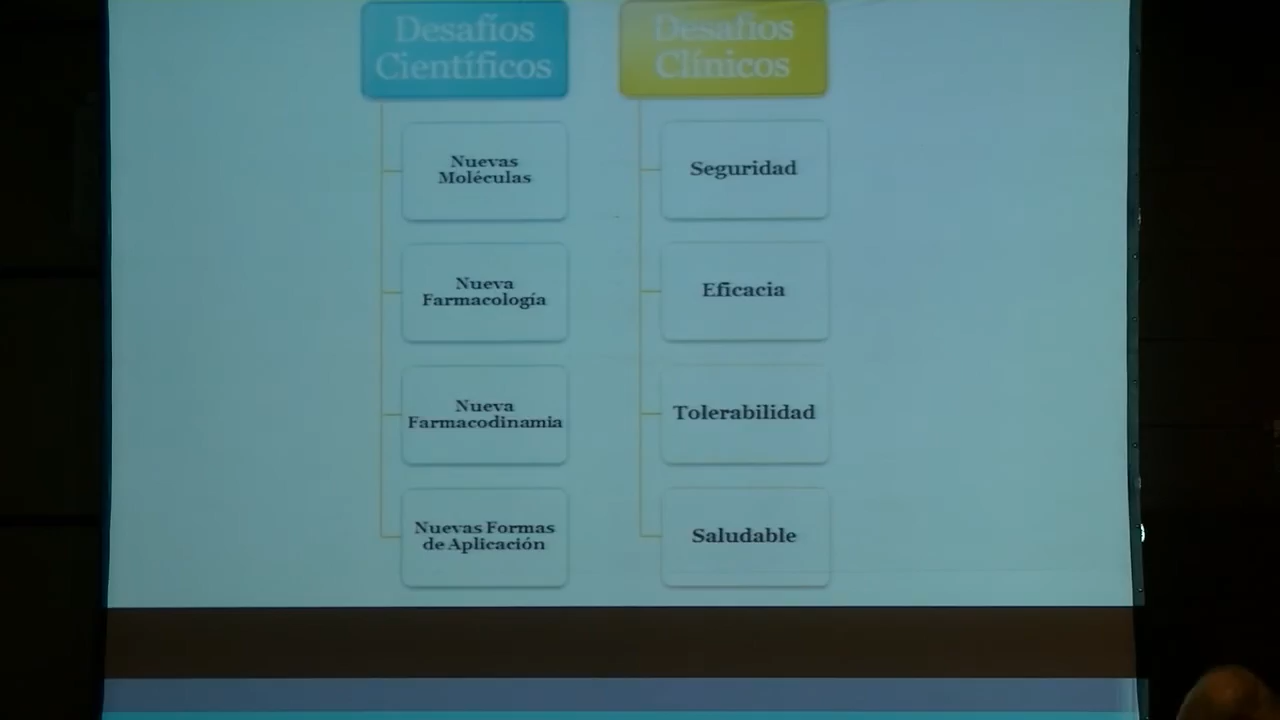 Desafíos
Científicos
Nuevas
Moléculas
Nueva
Farmacología
Nueva
Farmacodinamia
Nuevas Formas
de Aplicación
Desafíos
Clínicos
Seguridad
Eficacia
Tolerabilidad
Saludable